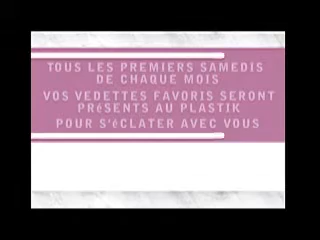 TOUS LES PREMIERS SAMEDIS
DE CHAQUE MOIS
VOS VEDETTES FAVORIS SERONT
PRéSENTS AU PLASTIK
POUR S'éCLATER AVEC VOUS